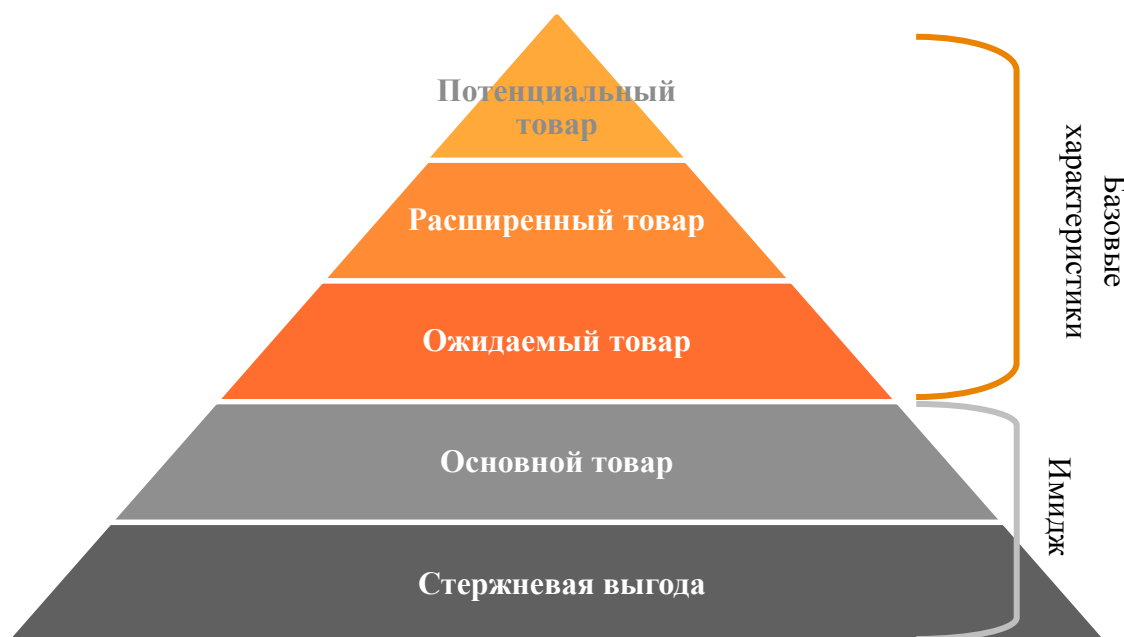 Потенциальный
товар
Расширенный товар
Ожидаемый товар
Основной товар
Стержневая выгода
Базовые
характеристики
Имидж